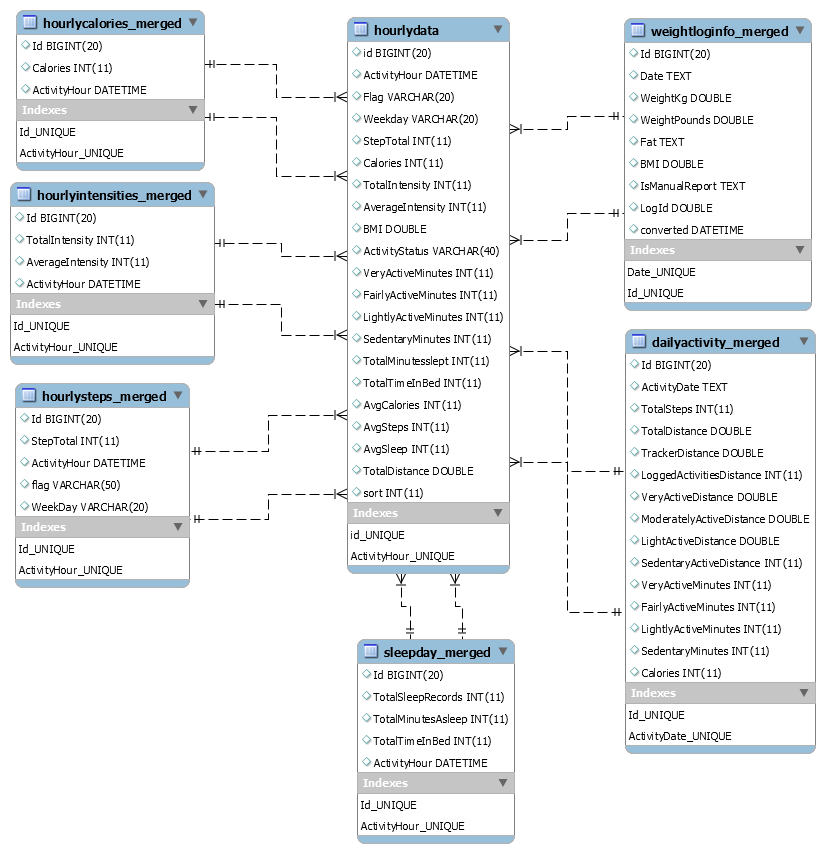 hourlycalories_merged
Id BIGINT(20)
Calories INT(11)
ActivityHour DATETIME
Indexes
Id_UNIQUE
ActivityHour_UNIQUE
hourlyintensities_merged
Id BIGINT(20)
TotalIntensity INT(11)
AverageIntensity INT(11)
ActivityHour DATETIME
Indexes
Id_UNIQUE
ActivityHour_UNIQUE
hourlysteps_merged
Id BIGINT(20)
StepTotal INT(11)
ActivityHour DATETIME
flag VARCHAR(50)
WeekDay VARCHAR(20)
Indexes
Id_UNIQUE
ActivityHour_UNIQUE
hourlydata
id BIGINT(20)
ActivityHour DATETIME
Flag VARCHAR(20)
Weekday VARCHAR(20)
StepTotal INT(11)
Calories INT(11)
TotalIntensity INT(11)
AverageIntensity INT(11)
BMI DOUBLE
ActivityStatus VARCHAR(40)
VeryActiveMinutes INT(11)
FairlyActiveMinutes INT(11)
LightlyActiveMinutes INT(11)
SedentaryMinutes INT(11)
TotalMinutesslept INT(11)
TotalTimeInBed INT(11)
AvgCalories INT(11)
AvgSteps INT(11)
AvgSleep INT(11)
TotalDistance DOUBLE
sort INT(11)
Indexes
id_UNIQUE
ActivityHour_UNIQUE
sleepday_merged
Id BIGINT(20)
TotalSleepRecords INT(11)
TotalMinutesAsleep INT(11)
TotalTimeInBed INT(11)
ActivityHour DATETIME
Indexes
Id_UNIQUE
ActivityHour_UNIQUE
weightloginfo_merged
Id BIGINT(20)
Date TEXT
WeightKg DOUBLE
WeightPounds DOUBLE
Fat TEXT
BMI DOUBLE
IsManualReport TEXT
LogId DOUBLE
converted DATETIME
Indexes
Date_UNIQUE
Id_UNIQUE
dailyactivity_merged
Id BIGINT(20)
ActivityDate TEXT
TotalSteps INT(11)
TotalDistance DOUBLE
TrackerDistance DOUBLE
LoggedActivitiesDistance INT(11)
VeryActiveDistance DOUBLE
ModeratelyActiveDistance DOUBLE
LightActiveDistance DOUBLE
SedentaryActiveDistance INT(11)
VeryActiveMinutes INT(11)
FairlyActiveMinutes INT(11)
LightlyActiveMinutes INT(11)
SedentaryMinutes INT(11)
Calories INT(11)
Indexes
Id_UNIQUE
ActivityDate_UNIQUE